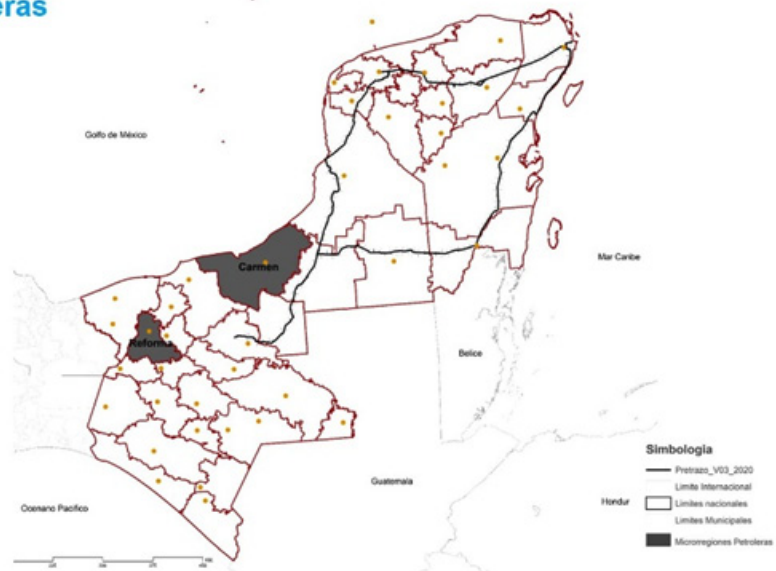 eras
Golfo de México
Mar Caribe
Carmen
Reforma
Belice
Guatemala
Hondur
Oceano Pacífico
Simbología
Pretrazo_V03_2020
Limite Internacional
Limites nacionales
Limites Municipales
Microrregiones Petroleras